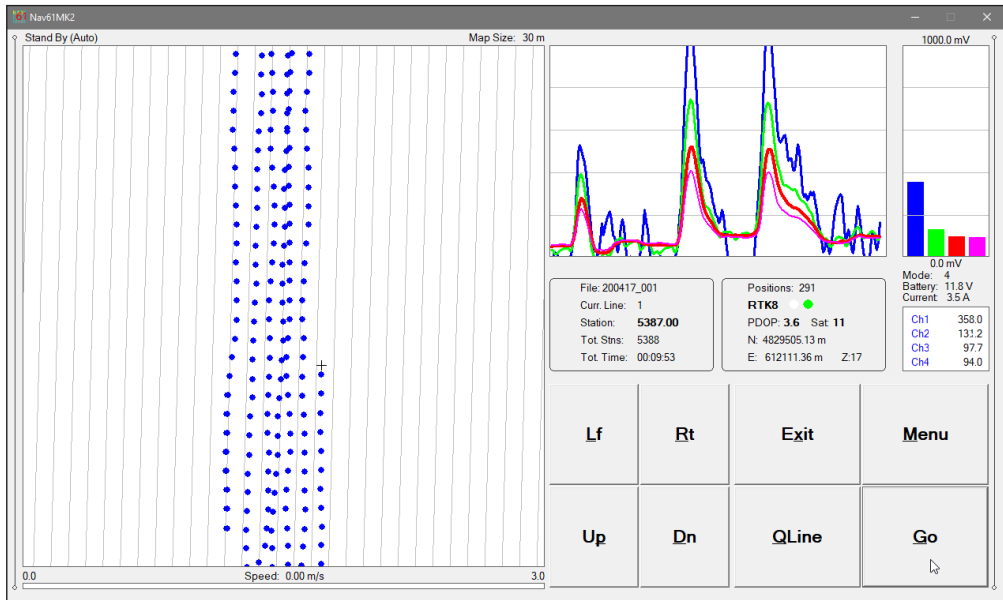 Nav61MK2
Stand By (Auto)
Map Size: 30 m
1000.0 mV
0.0 mV
Mode: 4
Battery: 11.8 V
Current: 3.5 A
File: 200417_001
Curr. Line: 1
Station: 5387.00
Tot. Stns: 5388
Tot. Time: 00:09:53
Positions: 291
RTK8
PDOP: 3.6 Sat: 11
N: 4829505.13 m
E: 612111.36 m Z:17
Ch1 358.0
Ch2 131.2
Ch3 97.7
Ch4 94.0
Lf
Rt
Exit
Menu
Up
Dn
QLine
Go
0.0
Speed: 0.00 m/s
3.0